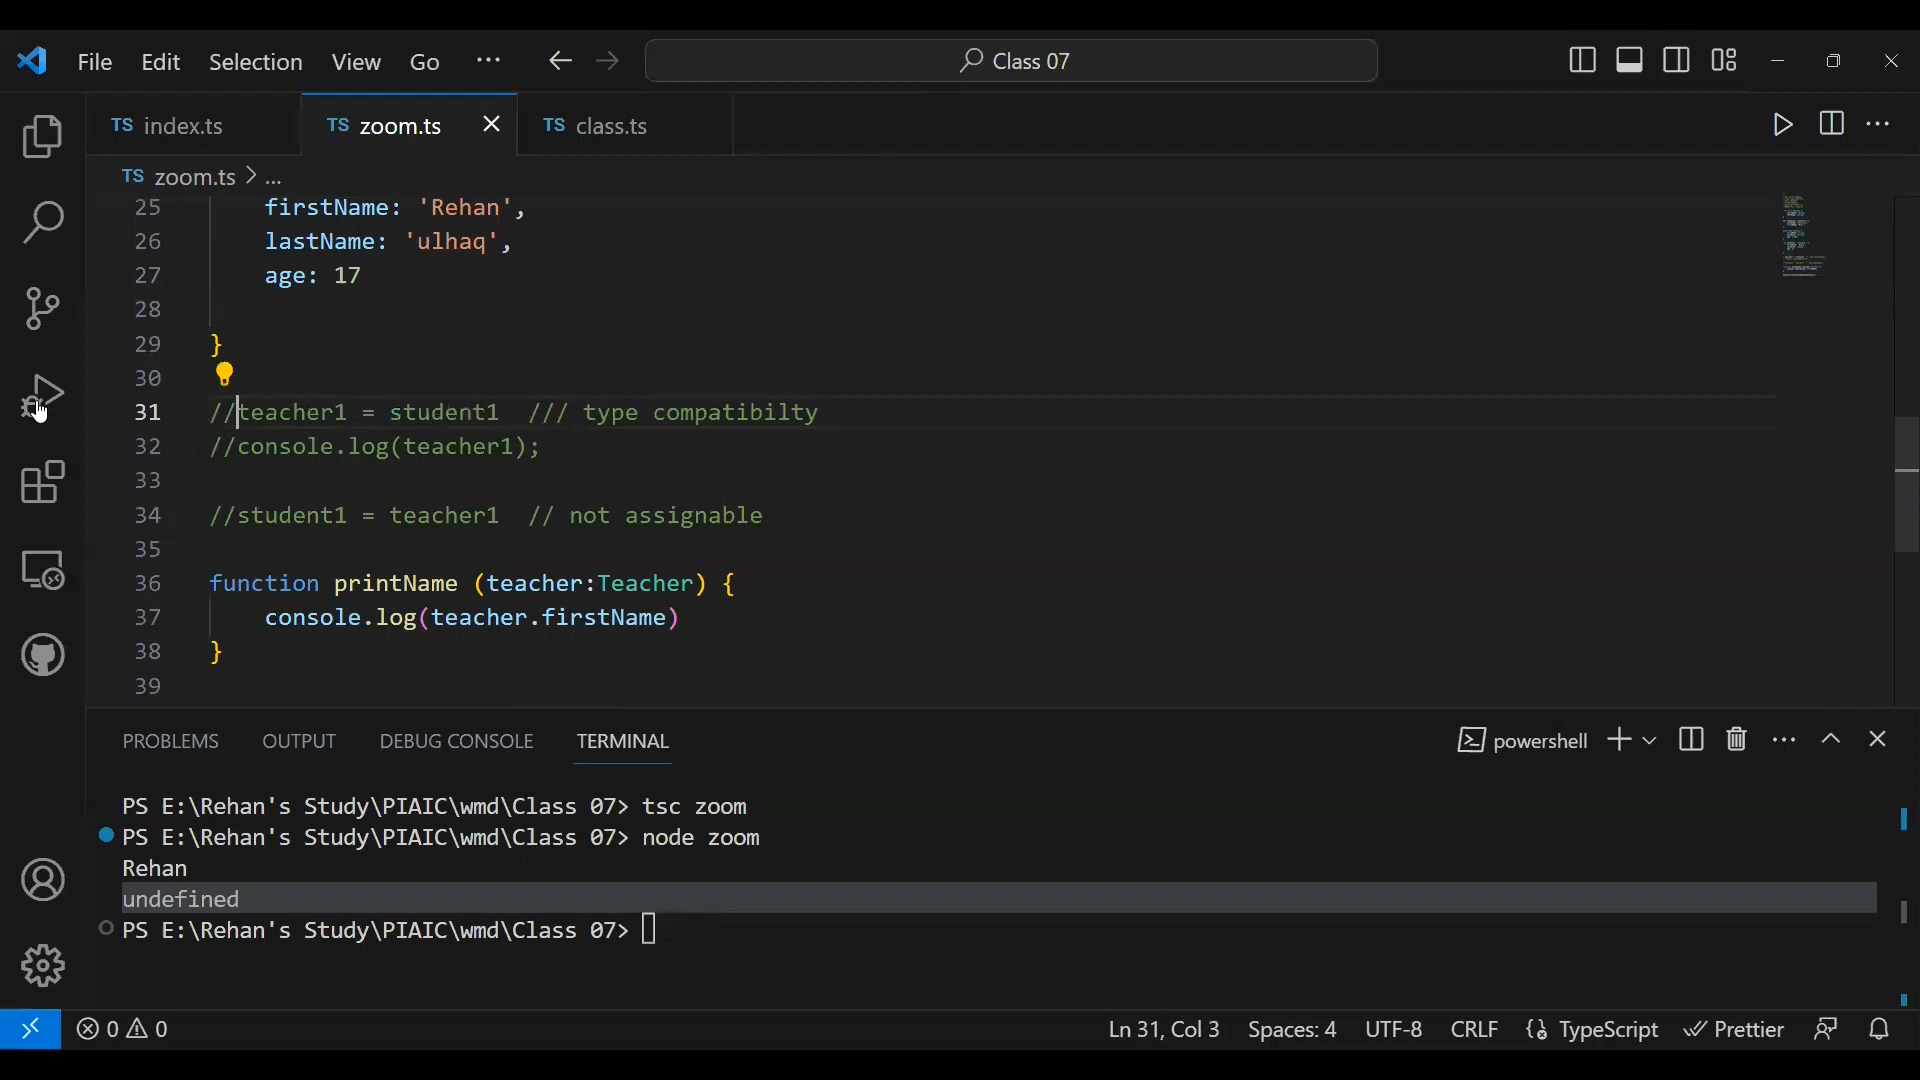 File Edit Selection View Go ··· Class 07
TS index.ts TS zoom.ts TS class.ts
TS zoom.ts > ...
25 firstName: 'Rehan',
26 lastName: 'ulhaq',
27 age: 17
28
29 }
30
31 //teacher1 = student1 /// type compatibilty
32 //console.log(teacher1);
33
34 //student1 = teacher1 // not assignable
35
36 function printName (teacher:Teacher) {
37 console.log(teacher.firstName)
38 }
39
PROBLEMS OUTPUT DEBUG CONSOLE TERMINAL powershell
PS E:\Rehan's Study\PIAIC\wmd\Class 07> tsc zoom
PS E:\Rehan's Study\PIAIC\wmd\Class 07> node zoom
Rehan
undefined
PS E:\Rehan's Study\PIAIC\wmd\Class 07>
0 0 Ln 31, Col 3 Spaces: 4 UTF-8 CRLF {} TypeScript Prettier